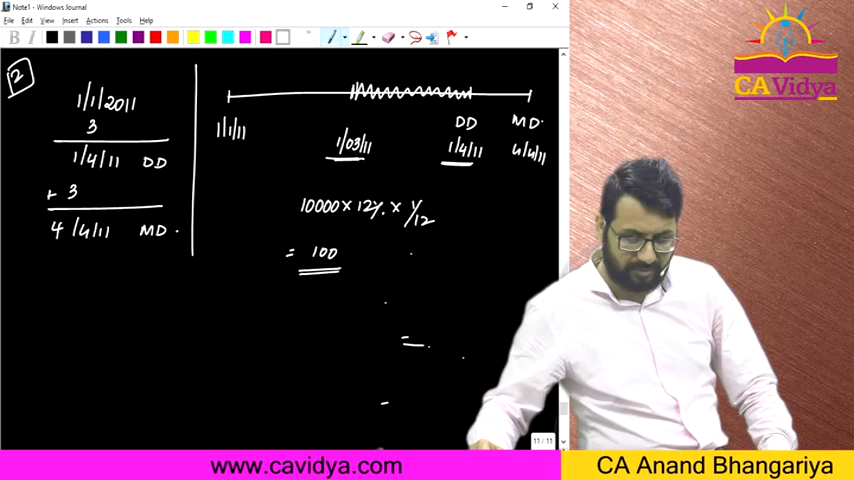 Note1 - Windows Journal
File Edit View Insert Actions Tools Help
B I
2
1/1/2011
3
1/4/11 DD
+ 3
4/4/11 MD.
DD MD.
1/1/11 1/03/11 1/4/11 4/4/11
10000 × 12% × 1/12
= 100
=
11 / 11
CAVidya
www.cavidya.com
CA Anand Bhangariya